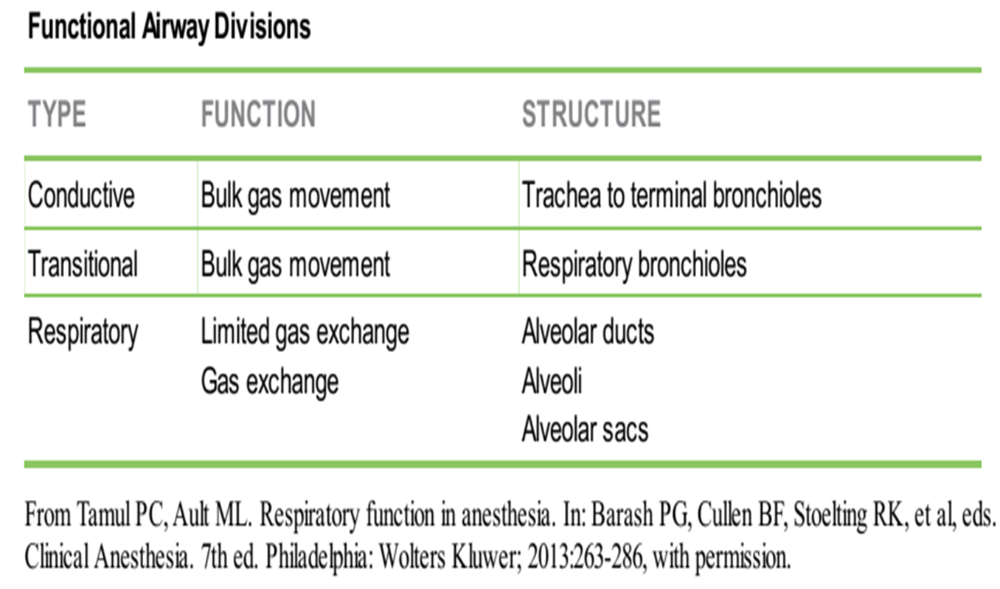 Functional Airway Divisions
TYPE FUNCTION STRUCTURE
Conductive Bulk gas movement Trachea to terminal bronchioles
Transitional Bulk gas movement Respiratory bronchioles
Respiratory Limited gas exchange Alveolar ducts
Gas exchange Alveoli
Alveolar sacs
From Tamul PC, Ault ML. Respiratory function in anesthesia. In: Barash PG, Cullen BF, Stoelting RK, et al, eds.
Clinical Anesthesia. 7th ed. Philadelphia: Wolters Kluwer; 2013:263-286, with permission.